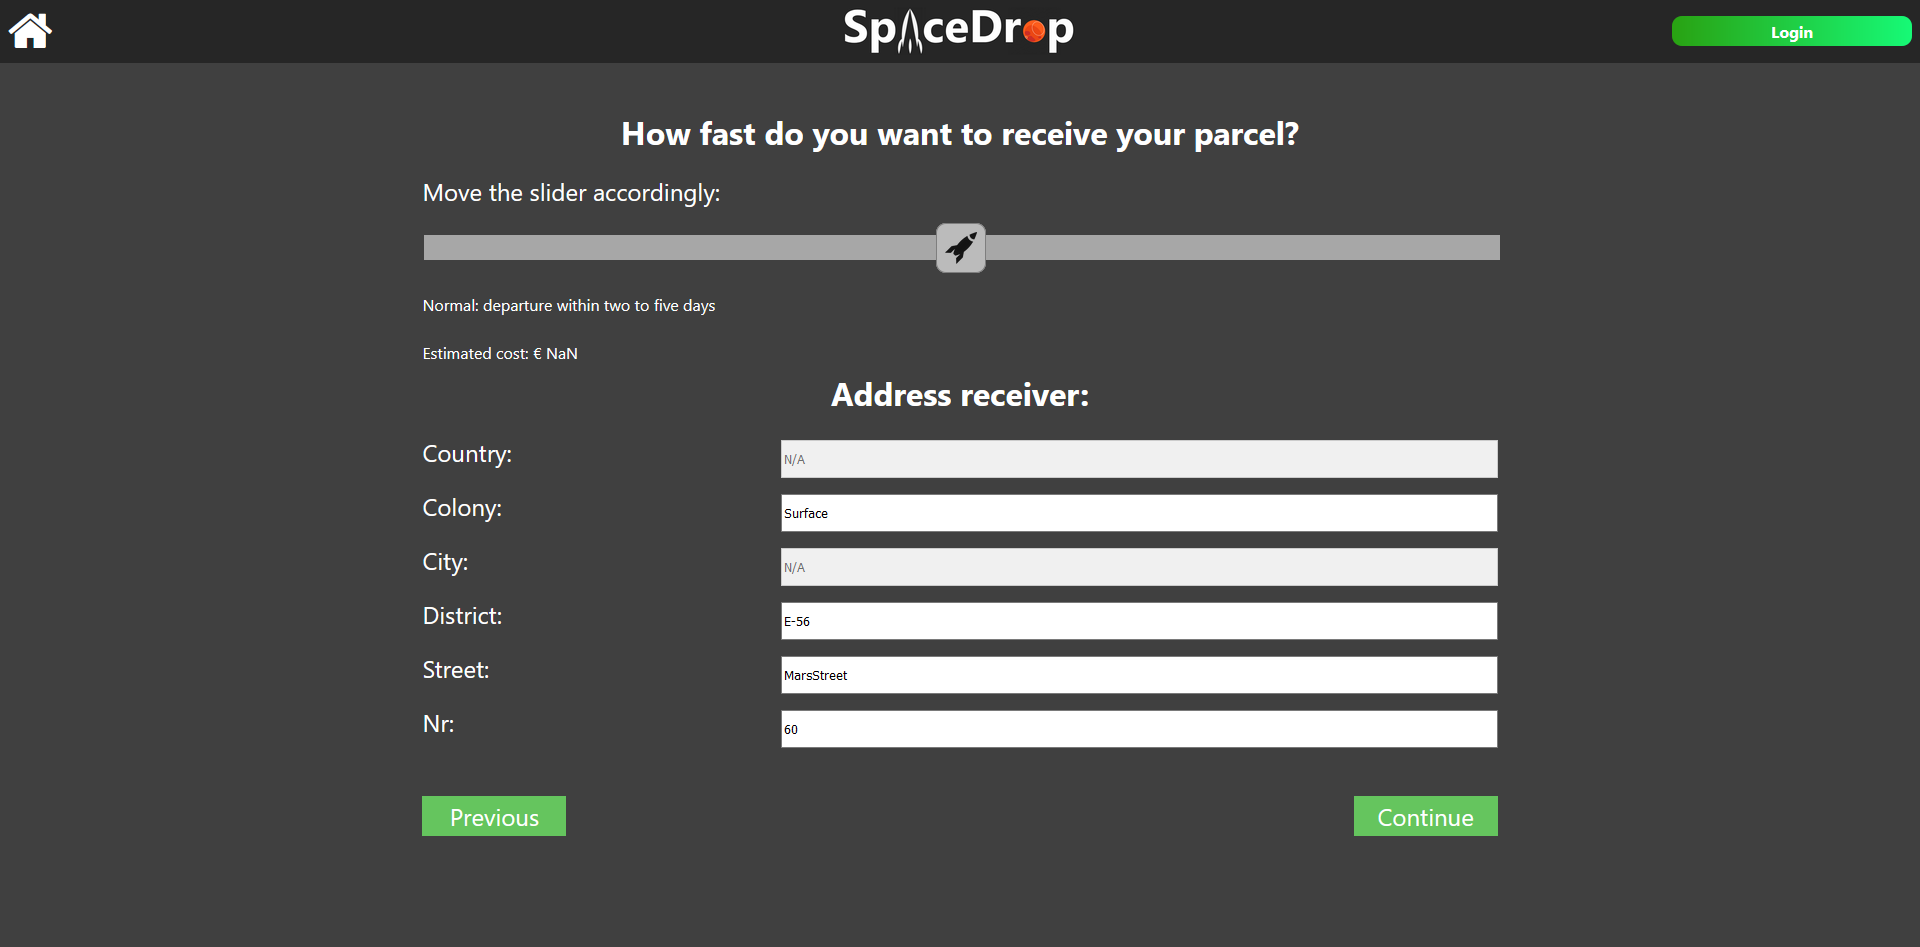 SpaceDrop
Login
How fast do you want to receive your parcel?
Move the slider accordingly:
Normal: departure within two to five days
Estimated cost: € NaN
Address receiver:
Country: N/A
Colony: Surface
City: N/A
District: E-56
Street: MarsStreet
Nr: 60
Previous Continue